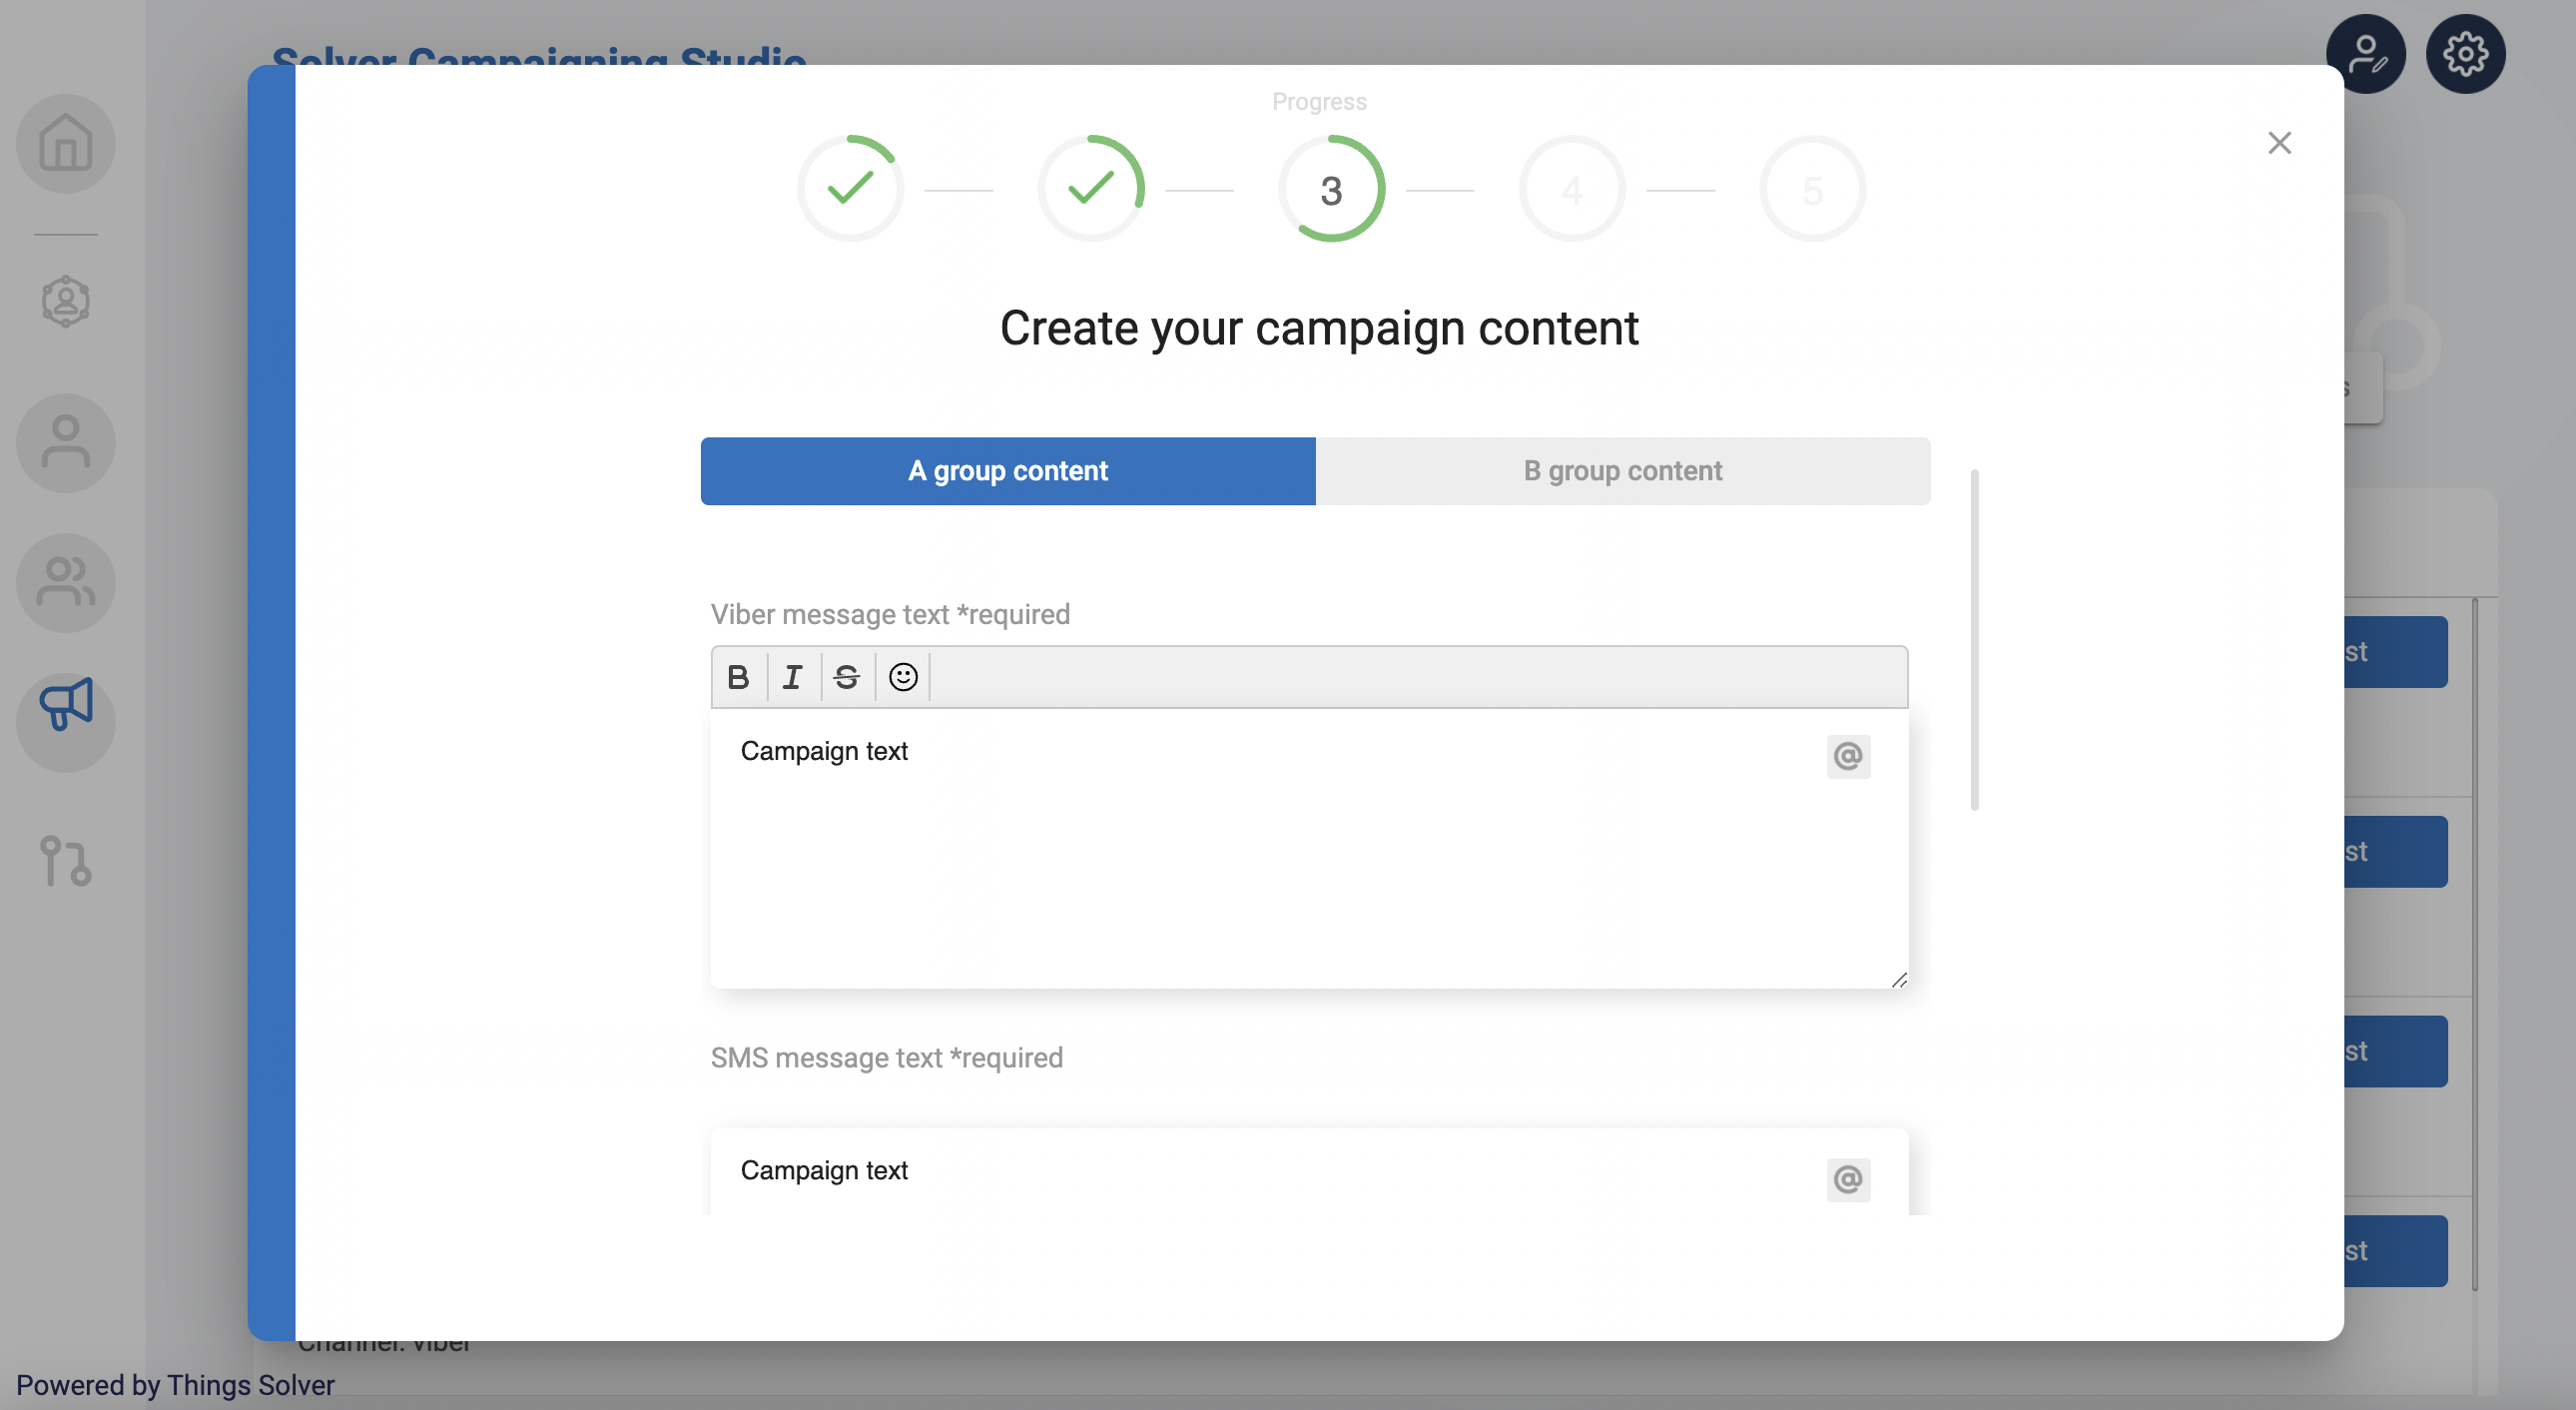 Solver Campaigning Studio
Progress
3
4
5
Create your campaign content
A group content
B group content
Viber message text *required
B I S
Campaign text
@
SMS message text *required
Campaign text
@
st
st
st
st
Channel: Viber
Powered by Things Solver